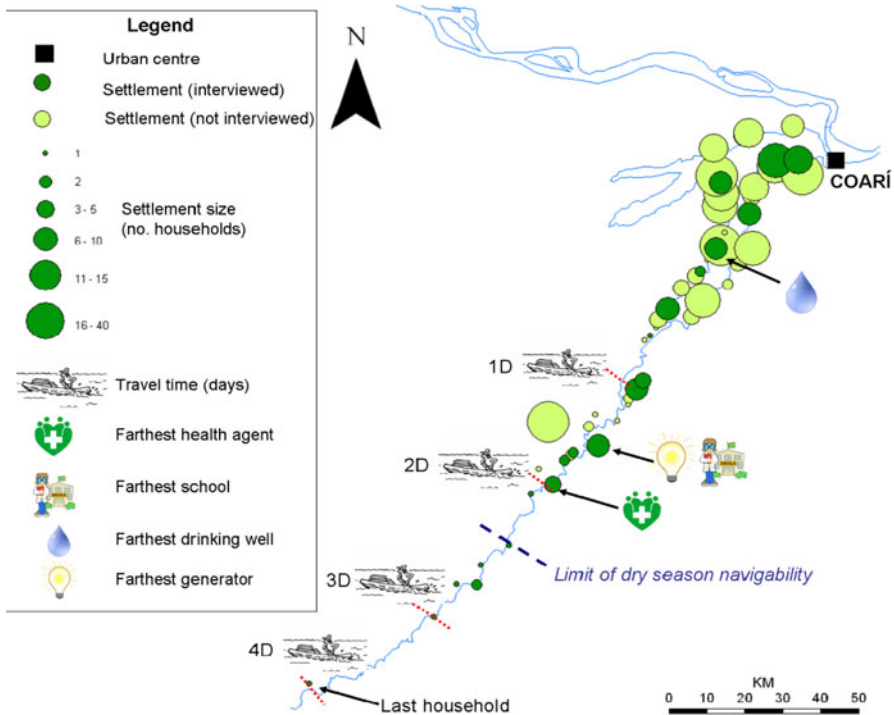 Legend
Urban centre
Settlement (interviewed)
Settlement (not interviewed)
1
2
3 - 5
6 - 10
11 - 15
16 - 40
Settlement size
(no. households)
Travel time (days)
Farthest health agent
Farthest school
Farthest drinking well
Farthest generator
N
COARÍ
1D
2D
Limit of dry season navigability
3D
4D
Last household
KM
0 10 20 30 40 50